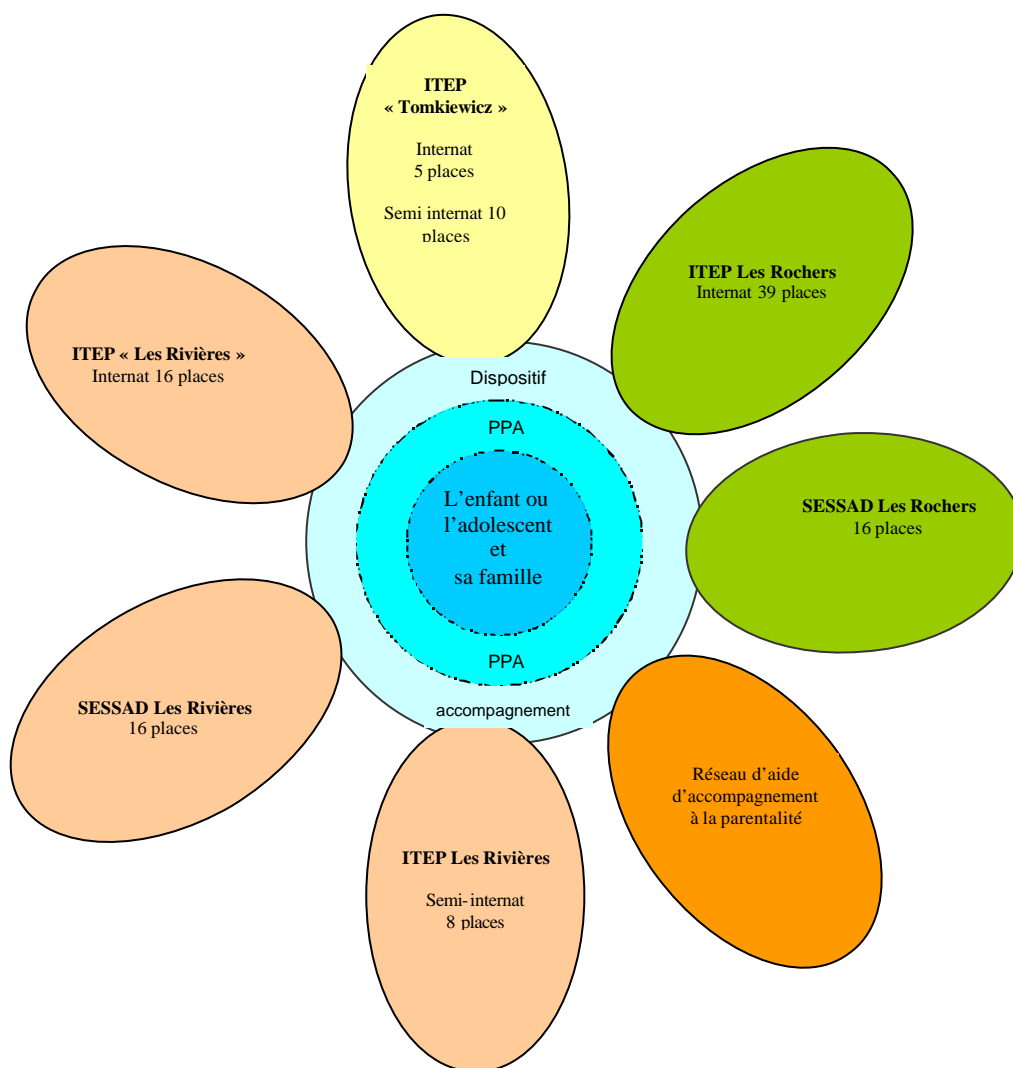 ITEP
« Tomkiewicz »
Internat
5 places
Semi internat 10
places
ITEP Les Rochers
Internat 39 places
ITEP « Les Rivières »
Internat 16 places
Dispositif
PPA
L'enfant ou
l'adolescent
et
sa famille
PPA
accompagnement
SESSAD Les Rochers
16 places
SESSAD Les Rivières
16 places
Réseau d'aide
d'accompagnement
à la parentalité
ITEP Les Rivières
Semi-internat
8 places